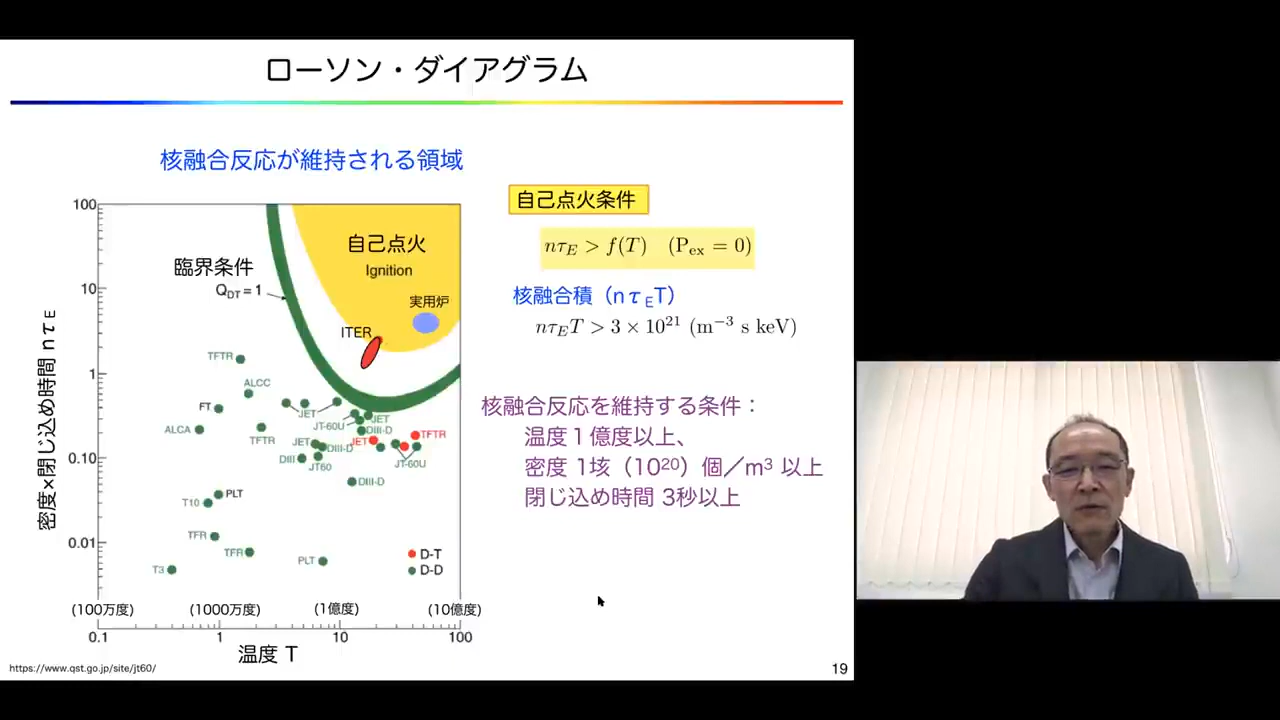 ローソン・ダイアグラム
核融合反応が維持される領域
100
10
1
0.10
0.01
密度×閉じ込め時間 n τ E
自己点火
Ignition
臨界条件
QDT = 1
実用炉
ITER
TFTR
ALCC
FT
ALCA
TFTR
JET
JT-60U
JET
DIII-D
JET
DIII-D
JET
TFTR
DIII
JT60
JT-60U
DIII-D
T10
PLT
TFR
TFR
PLT
T3
D-T
D-D
(100万度)
(1000万度)
(1億度)
(10億度)
0.1
1
10
100
温度 T
自己点火条件
nτE > f(T) (Pex = 0)
核融合積（n τ ET）
nτET > 3 × 10²¹ (m⁻³ s keV)
核融合反応を維持する条件：
温度１億度以上、
密度 1垓（10²⁰）個／m³ 以上
閉じ込め時間 3秒以上
https://www.qst.go.jp/site/jt60/
19